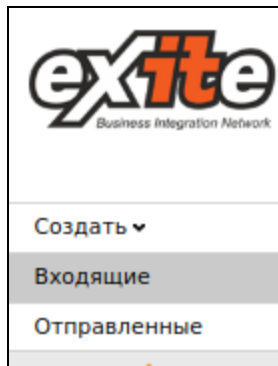 exite
Business Integration Network
Создать
Входящие
Отправленные